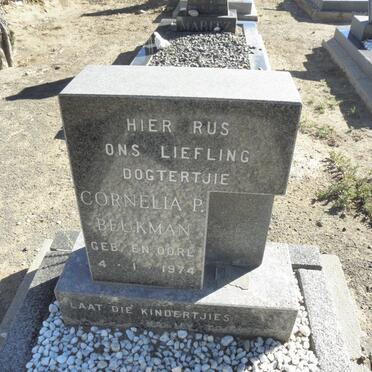 HIER RUS
ONS LIEFLING
DOGTERTJIE
CORNELIA P.
BEUKMAN
GEB. EN OORL.
4 - 1 - 1974
LAAT DIE KINDERTJIES